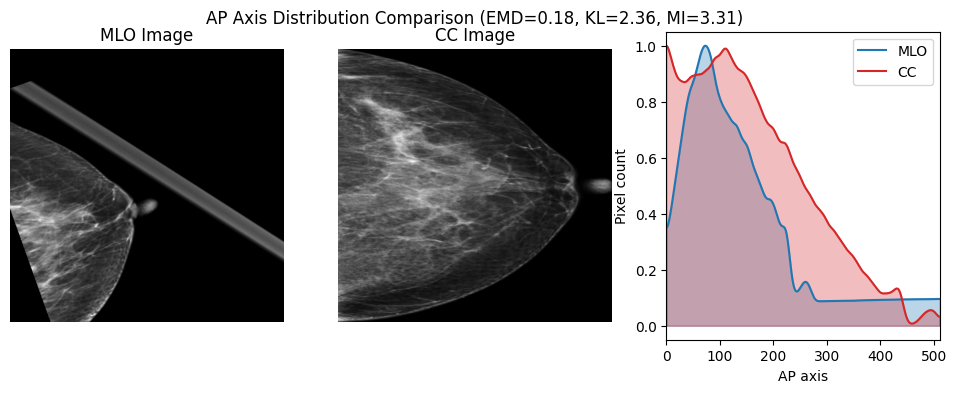 AP Axis Distribution Comparison (EMD=0.18, KL=2.36, MI=3.31)
MLO Image
CC Image
MLO
CC
Pixel count
1.0
0.8
0.6
0.4
0.2
0.0
0 100 200 300 400 500
AP axis